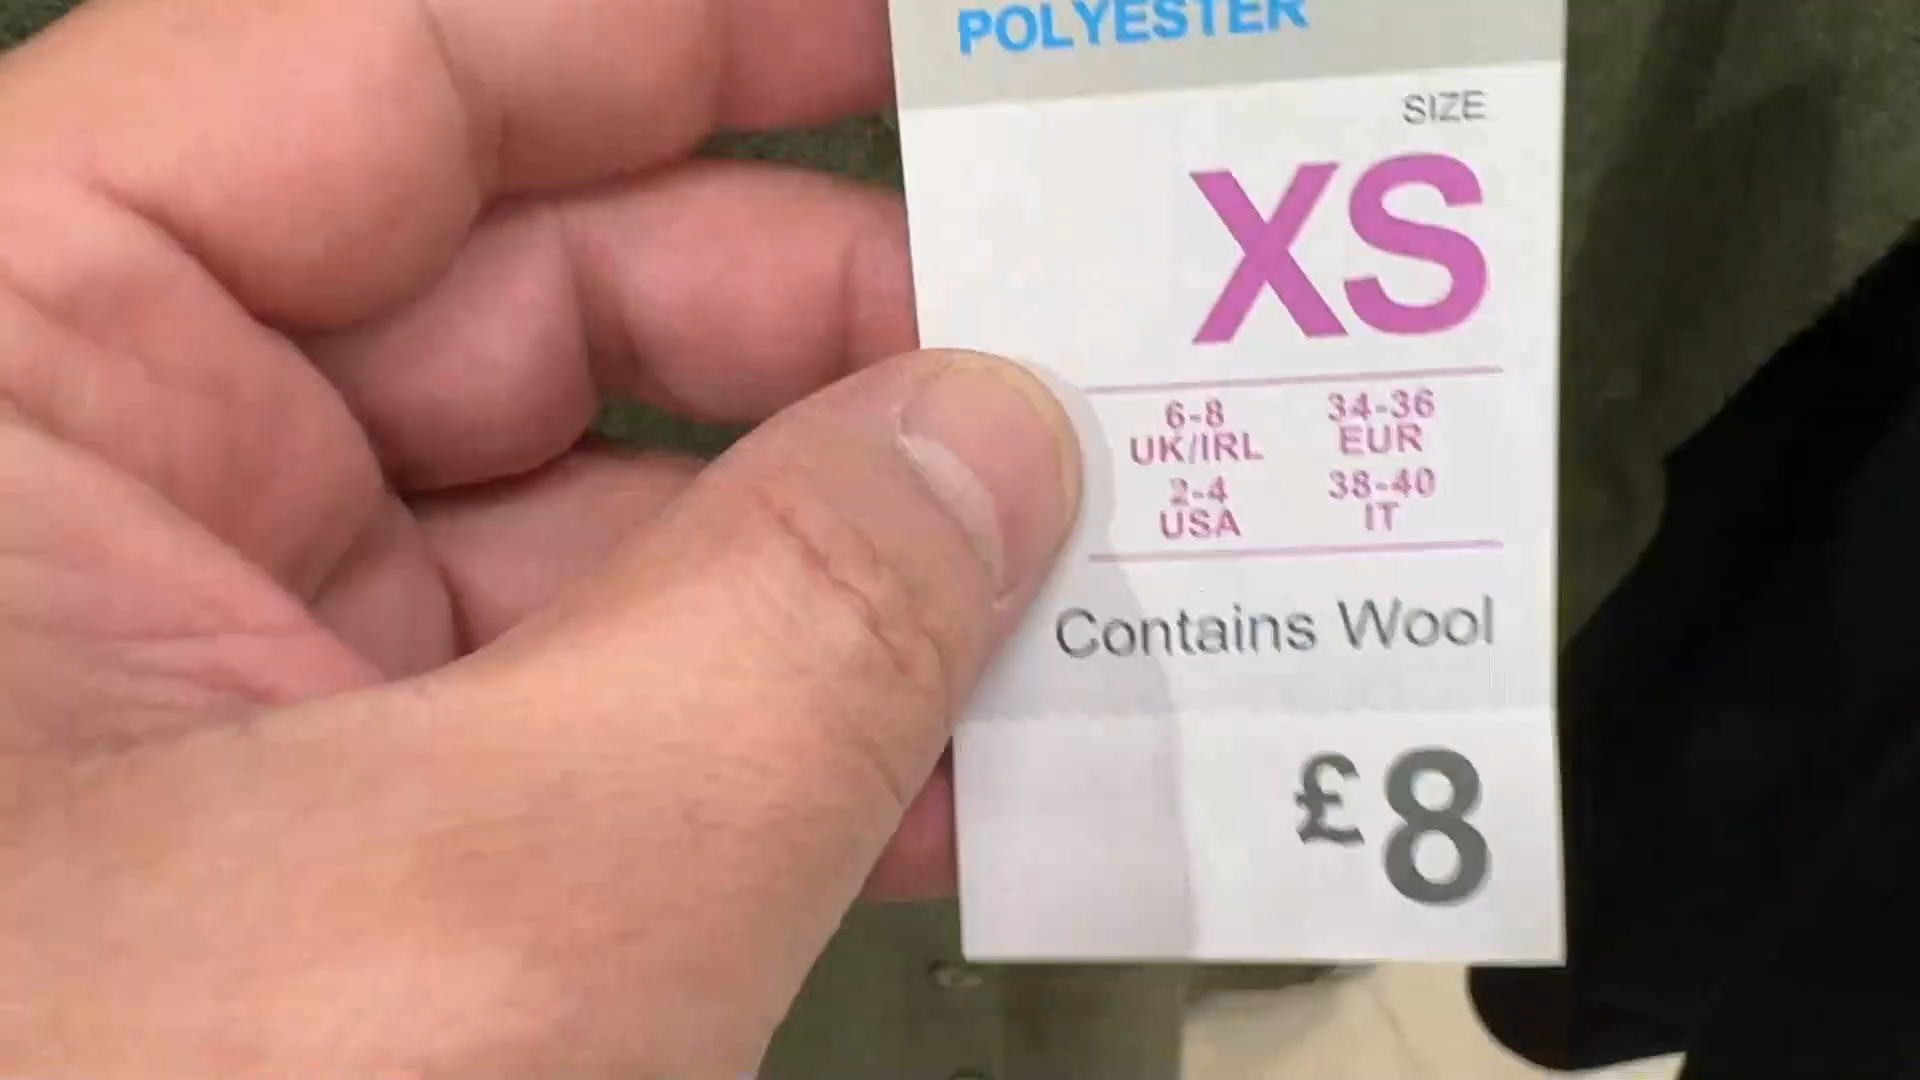 POLYESTER
SIZE
XS
6-8 34-36
UK/IRL EUR
2-4 38-40
USA IT
Contains Wool
£8